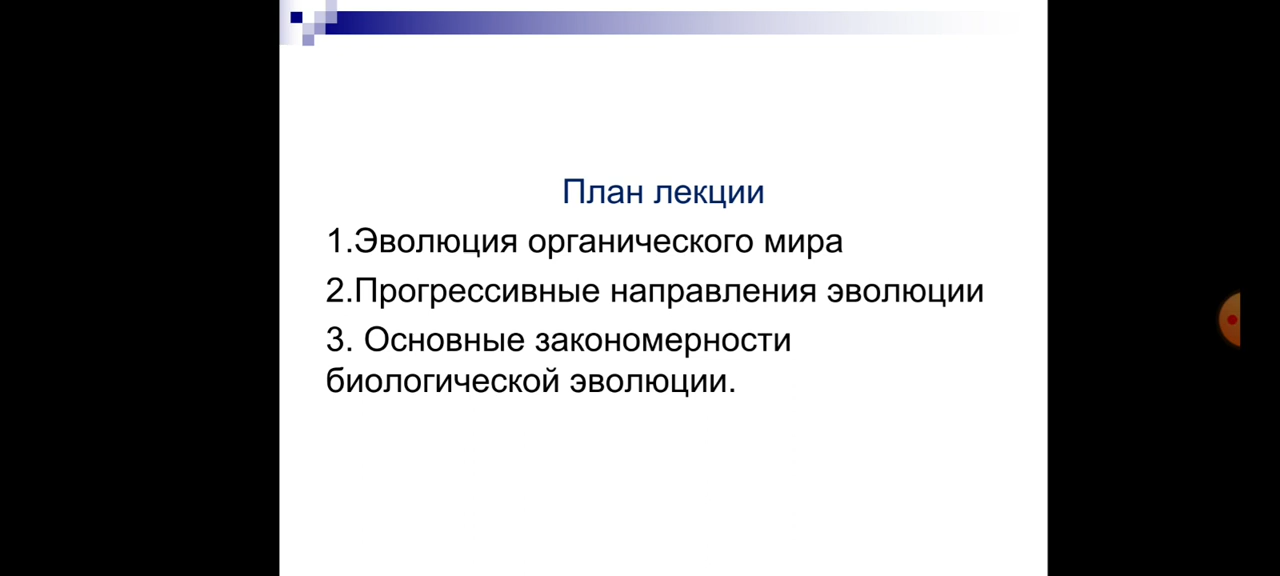 План лекции
1.Эволюция органического мира
2.Прогрессивные направления эволюции
3. Основные закономерности
биологической эволюции.